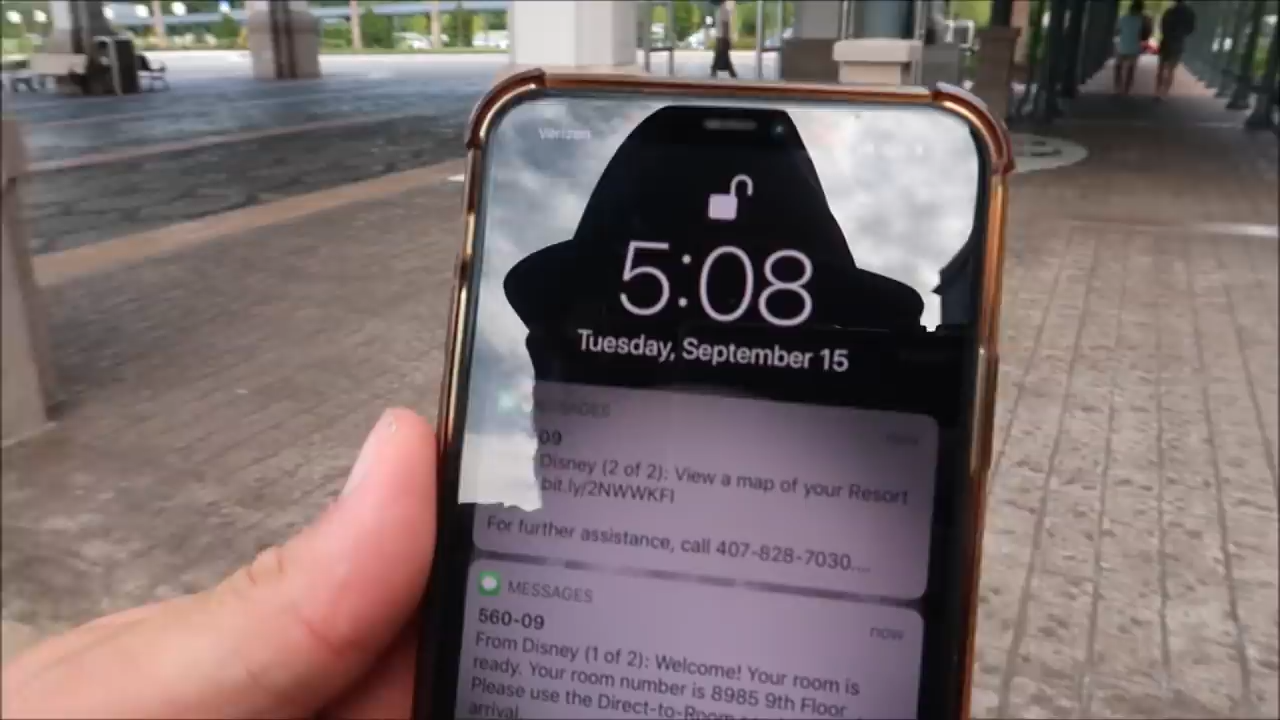 Verizon
5:08
Tuesday, September 15
now
09
Disney (2 of 2): View a map of your Resort
bit.ly/2NWWKFI
For further assistance, call 407-828-7030....
MESSAGES
now
560-09
From Disney (1 of 2): Welcome! Your room is
ready. Your room number is 8985 9th Floor
Please use the Direct-to-Room
arrival